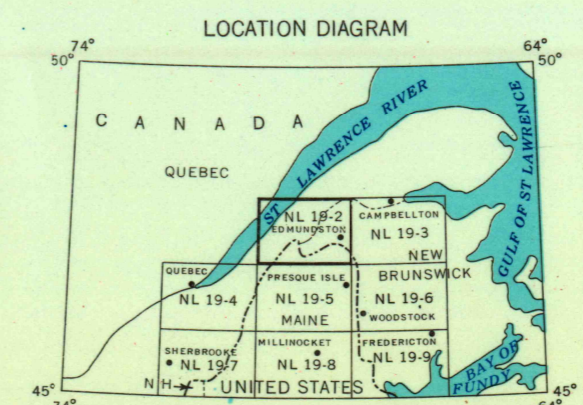 LOCATION DIAGRAM
74°
64°
50°
50°
CANADA
QUEBEC
ST LAWRENCE RIVER
GULF OF ST LAWRENCE
NL 19-2
EDMUNDSTON
CAMPBELLTON
NL 19-3
NEW
BRUNSWICK
QUEBEC
NL 19-4
PRESQUE ISLE
NL 19-5
MAINE
NL 19-6
WOODSTOCK
SHERBROOKE
NL 19-7
MILLINOCKET
NL 19-8
FREDERICTON
NL 19-9
BAY OF
FUNDY
N H
UNITED STATES
45°
45°